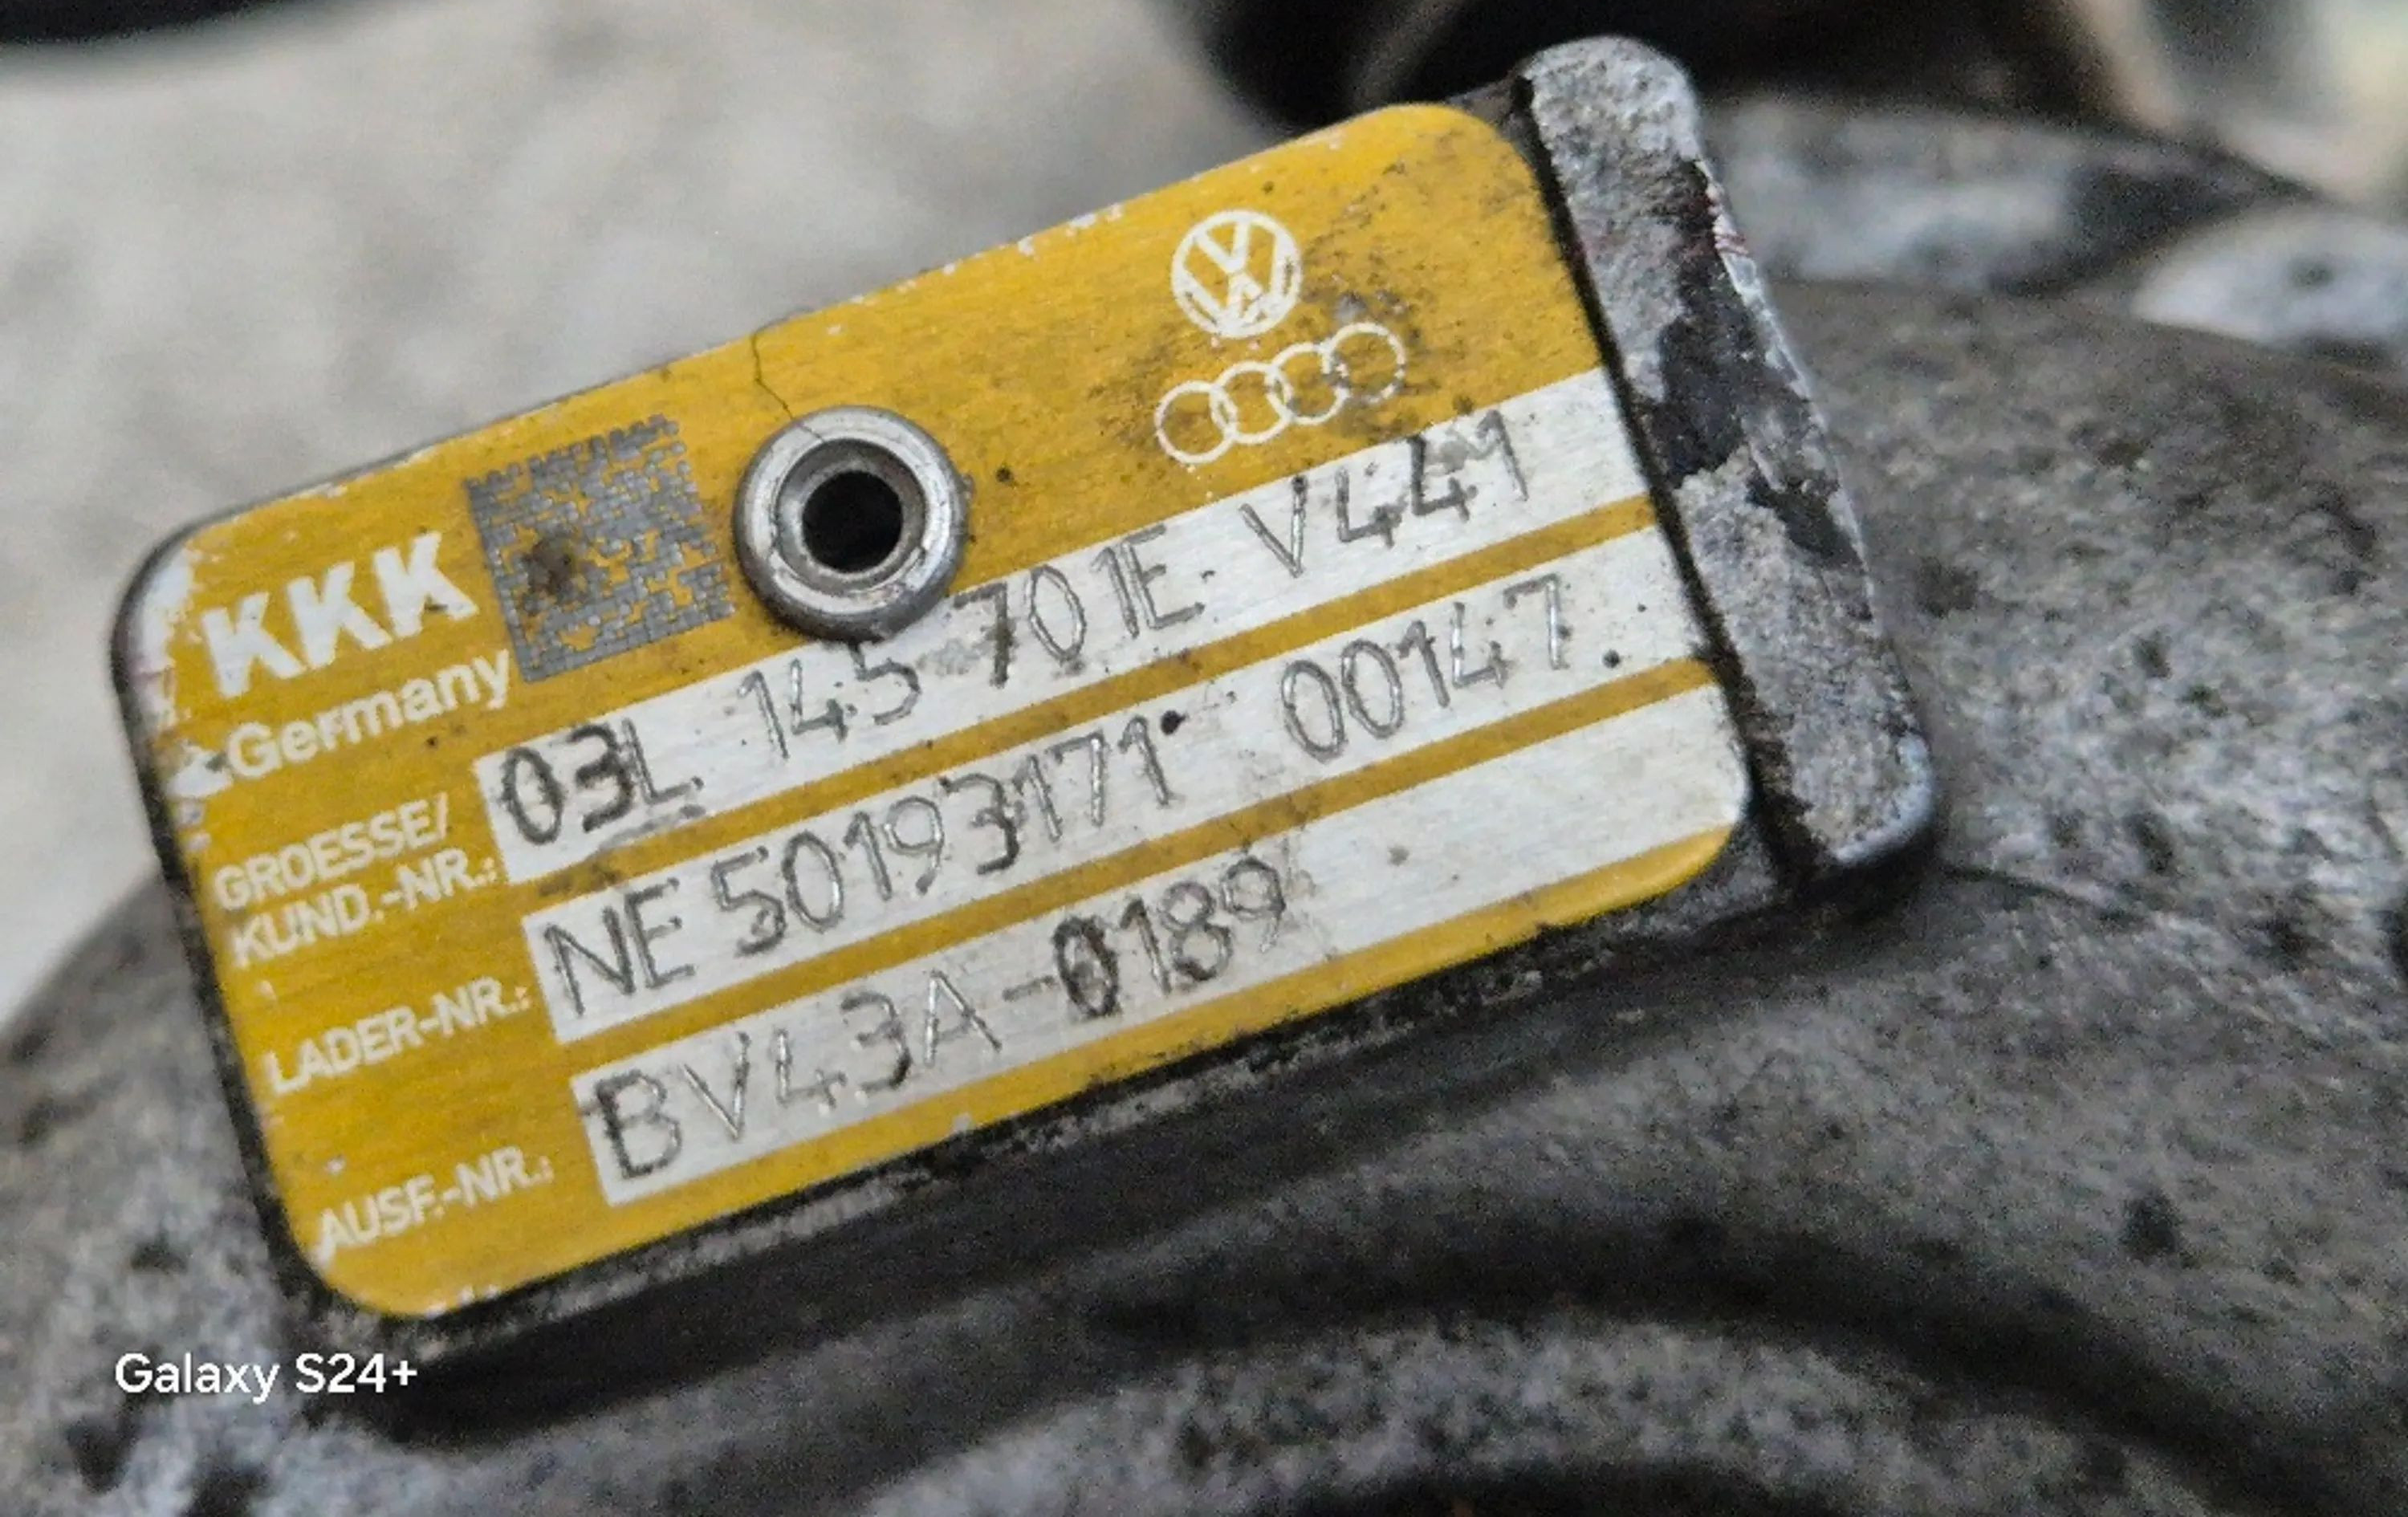 KKK
Germany
GROESSE/
KUND.-NR.: 03L 145 701E V441
LADER-NR.: NE 50193171 00147
AUSF.-NR.: BV43A-0189
Galaxy S24+